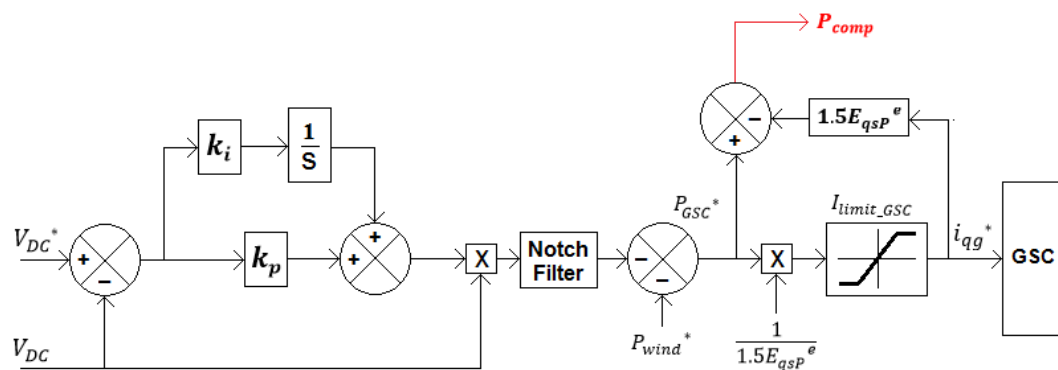 P_comp
1.5E_qsP^e
k_i
1/S
P_GSC^*
I_limit_GSC
i_qg^*
V_DC^*
k_p
X
Notch
Filter
X
GSC
V_DC
P_wind^*
1/1.5E_qsP^e
+
−
+
+
−
−
−
+